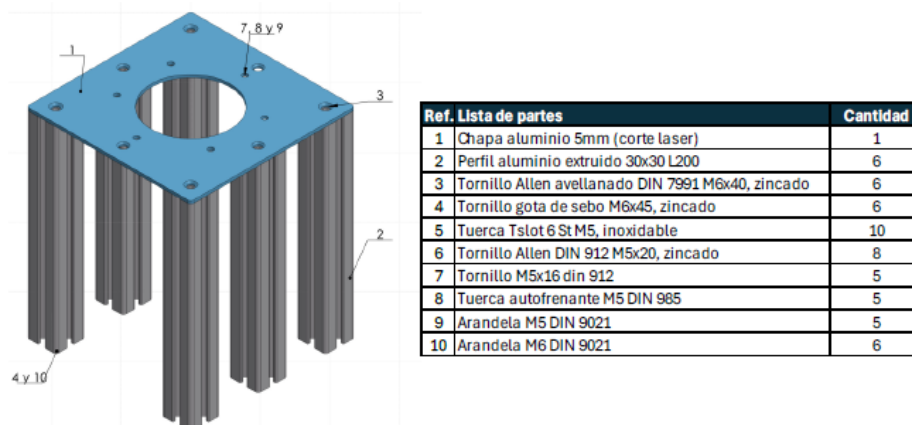 7, 8 y 9
1
3
2
4 y 10
Ref. Lista de partes Cantidad
1 Chapa aluminio 5mm (corte laser) 1
2 Perfil aluminio extruido 30x30 L200 6
3 Tornillo Allen avellanado DIN 7991 M6x40, zincado 6
4 Tornillo gota de sebo M6x45, zincado 6
5 Tuerca Tslot 6 St M5, inoxidable 10
6 Tornillo Allen DIN 912 M5x20, zincado 8
7 Tornillo M5x16 din 912 5
8 Tuerca autofrenante M5 DIN 985 5
9 Arandela M5 DIN 9021 5
10 Arandela M6 DIN 9021 6